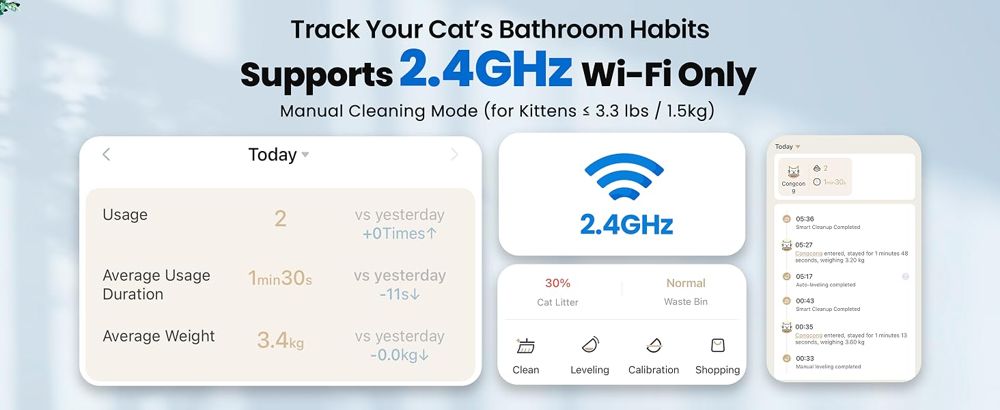 Track Your Cat's Bathroom Habits
Supports 2.4GHz Wi-Fi Only
Manual Cleaning Mode (for Kittens ≤ 3.3 lbs / 1.5kg)
Today
Usage
2
vs yesterday
+0Times↑
Average Usage
Duration
1min30s
vs yesterday
-11s↓
Average Weight
3.4kg
vs yesterday
-0.0kg↓
2.4GHz
30%
Cat Litter
Normal
Waste Bin
Clean
Leveling
Calibration
Shopping
Today
Congcon
g
2
1min30s
05:36
Smart Cleanup Completed
05:27
Congcong entered, stayed for 1 minutes 48
seconds, weighing 3.20 kg
05:17
Auto-leveling completed
00:43
Smart Cleanup Completed
00:35
Congcong entered, stayed for 1 minutes 13
seconds, weighing 3.60 kg
00:33
Manual leveling completed